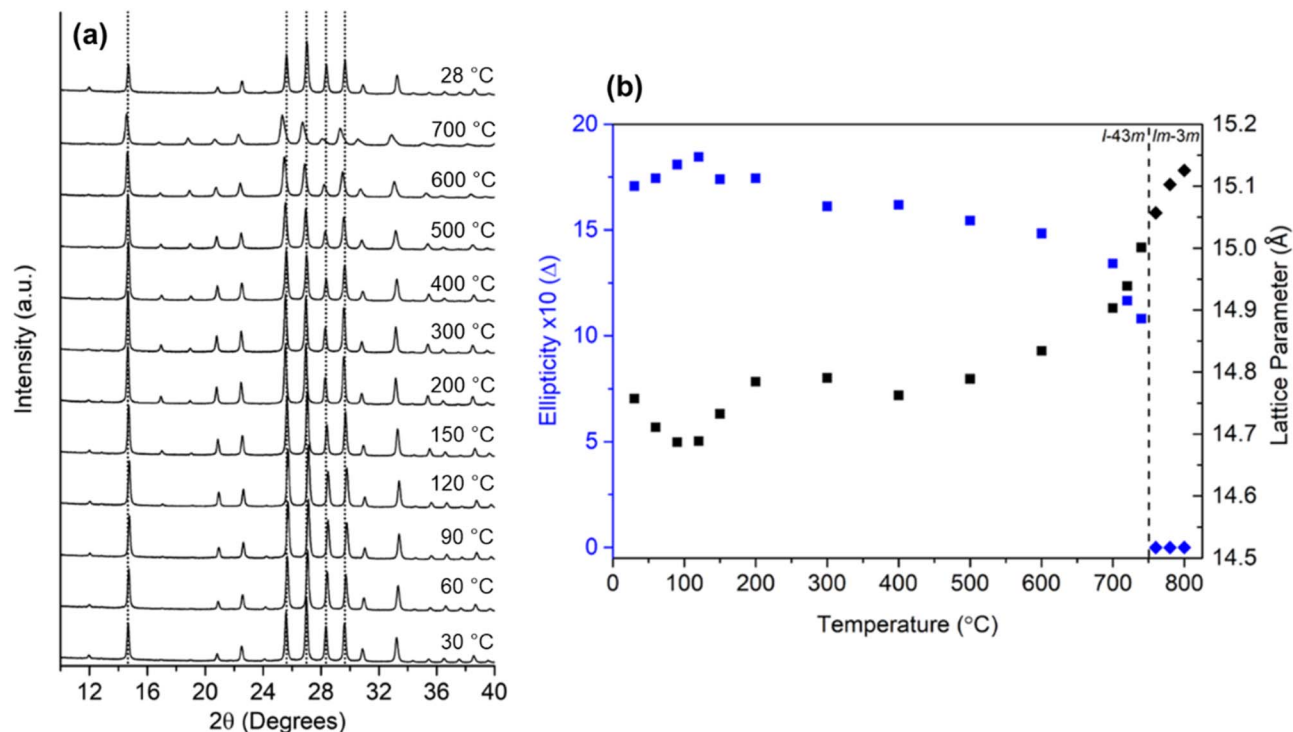 (a)
28 °C
700 °C
600 °C
500 °C
400 °C
300 °C
200 °C
150 °C
120 °C
90 °C
60 °C
30 °C
Intensity (a.u.)
12 16 20 24 28 32 36 40
2θ (Degrees)
(b)
I-43m Im-3m
20
15
10
5
0
Ellipticity x10 (Δ)
15.2
15.1
15.0
14.9
14.8
14.7
14.6
14.5
Lattice Parameter (Å)
0 100 200 300 400 500 600 700 800
Temperature (°C)